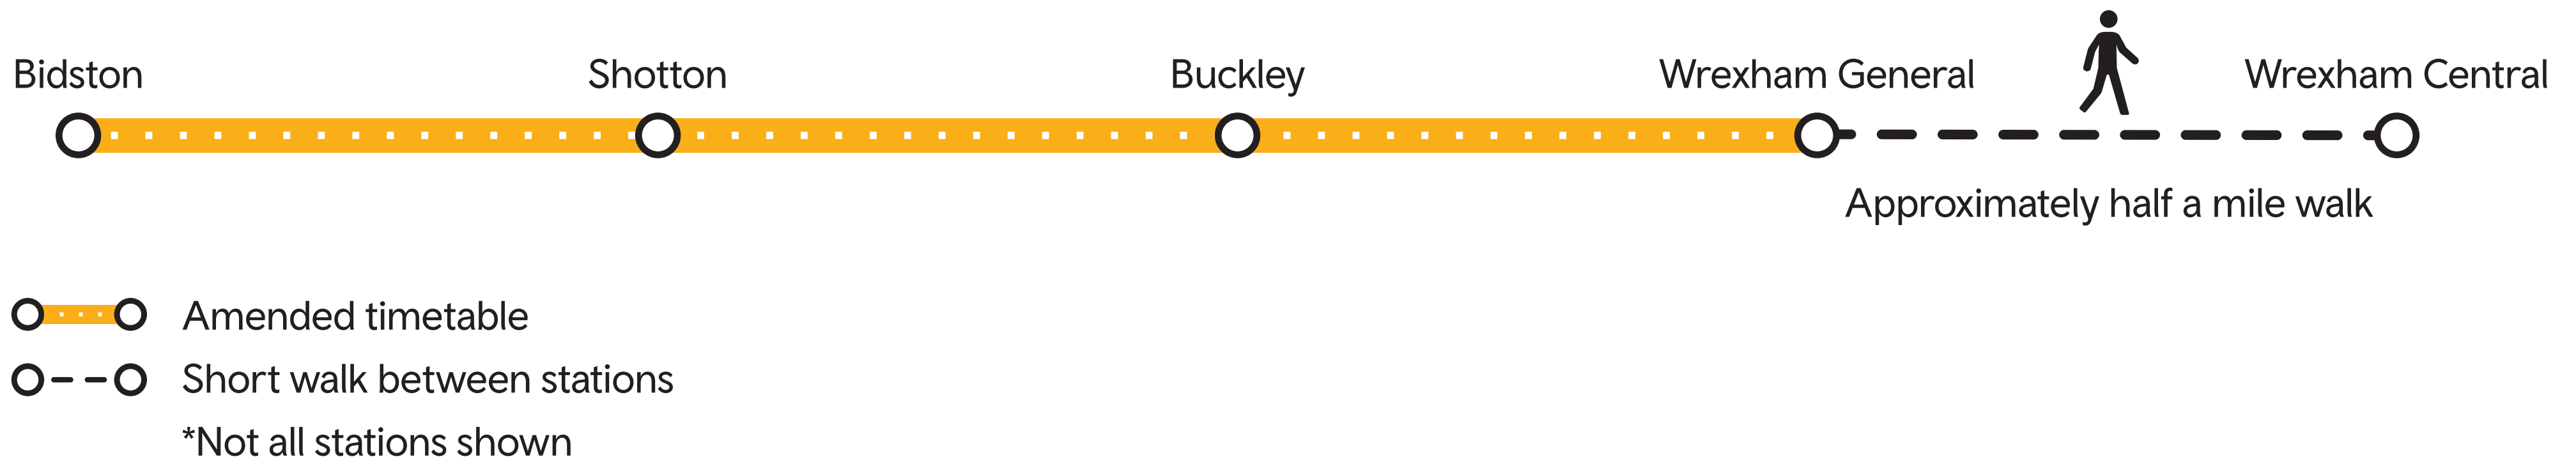 Bidston Shotton Buckley Wrexham General Wrexham Central
Approximately half a mile walk
Amended timetable
Short walk between stations
*Not all stations shown